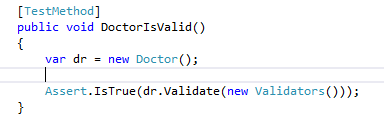 [TestMethod]
public void DoctorIsValid()
{
var dr = new Doctor();
Assert.IsTrue(dr.Validate(new Validators()));
}